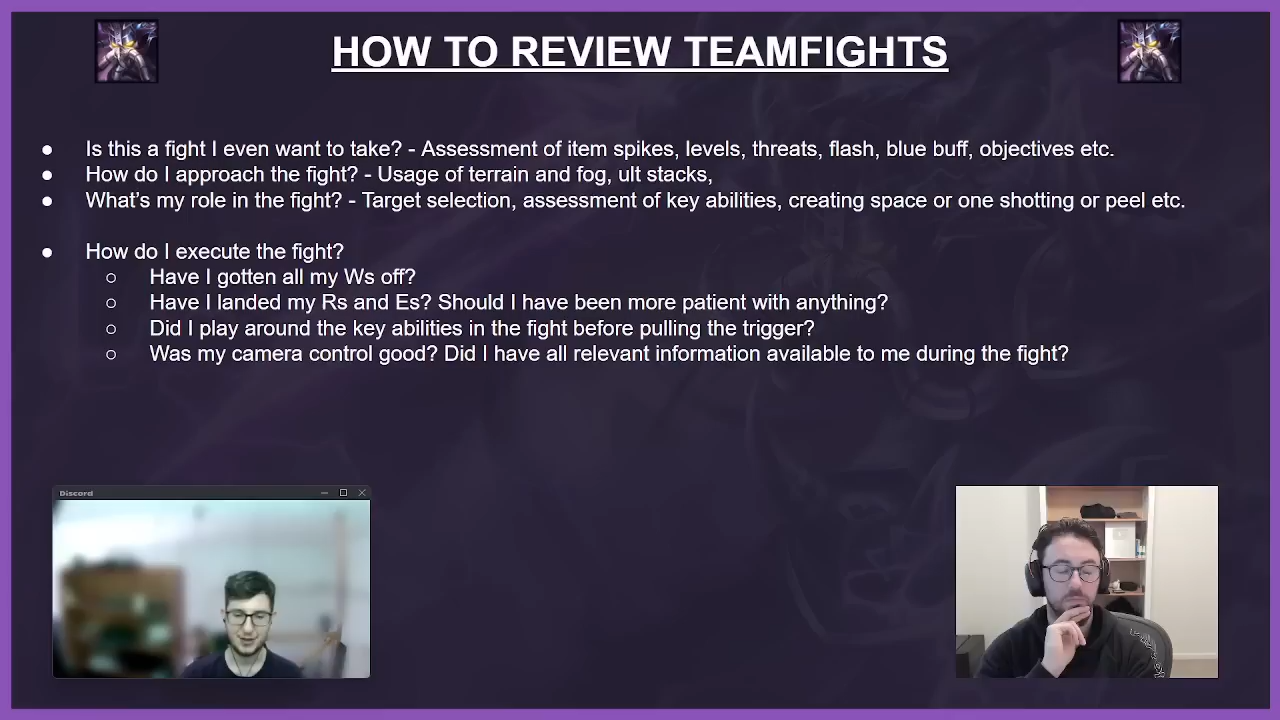 HOW TO REVIEW TEAMFIGHTS
● Is this a fight I even want to take? - Assessment of item spikes, levels, threats, flash, blue buff, objectives etc.
● How do I approach the fight? - Usage of terrain and fog, ult stacks,
● What's my role in the fight? - Target selection, assessment of key abilities, creating space or one shotting or peel etc.
● How do I execute the fight?
○ Have I gotten all my Ws off?
○ Have I landed my Rs and Es? Should I have been more patient with anything?
○ Did I play around the key abilities in the fight before pulling the trigger?
○ Was my camera control good? Did I have all relevant information available to me during the fight?
Discord